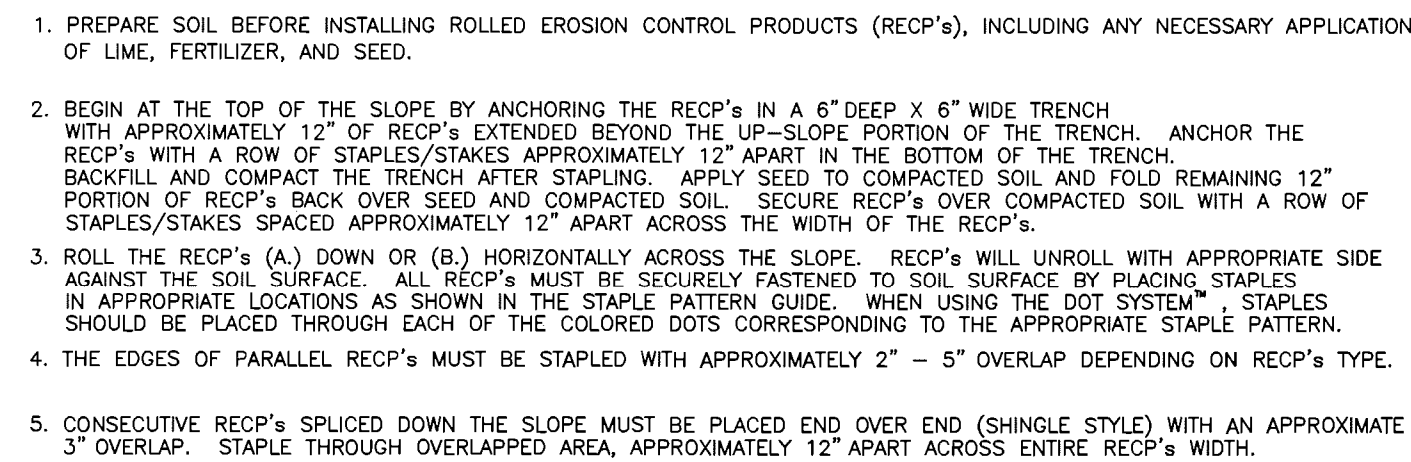 1. PREPARE SOIL BEFORE INSTALLING ROLLED EROSION CONTROL PRODUCTS (RECP's), INCLUDING ANY NECESSARY APPLICATION
OF LIME, FERTILIZER, AND SEED.
2. BEGIN AT THE TOP OF THE SLOPE BY ANCHORING THE RECP's IN A 6" DEEP X 6" WIDE TRENCH
WITH APPROXIMATELY 12" OF RECP's EXTENDED BEYOND THE UP–SLOPE PORTION OF THE TRENCH. ANCHOR THE
RECP's WITH A ROW OF STAPLES/STAKES APPROXIMATELY 12" APART IN THE BOTTOM OF THE TRENCH.
BACKFILL AND COMPACT THE TRENCH AFTER STAPLING. APPLY SEED TO COMPACTED SOIL AND FOLD REMAINING 12"
PORTION OF RECP's BACK OVER SEED AND COMPACTED SOIL. SECURE RECP's OVER COMPACTED SOIL WITH A ROW OF
STAPLES/STAKES SPACED APPROXIMATELY 12" APART ACROSS THE WIDTH OF THE RECP's.
3. ROLL THE RECP's (A.) DOWN OR (B.) HORIZONTALLY ACROSS THE SLOPE. RECP's WILL UNROLL WITH APPROPRIATE SIDE
AGAINST THE SOIL SURFACE. ALL RECP's MUST BE SECURELY FASTENED TO SOIL SURFACE BY PLACING STAPLES
IN APPROPRIATE LOCATIONS AS SHOWN IN THE STAPLE PATTERN GUIDE. WHEN USING THE DOT SYSTEM™ , STAPLES
SHOULD BE PLACED THROUGH EACH OF THE COLORED DOTS CORRESPONDING TO THE APPROPRIATE STAPLE PATTERN.
4. THE EDGES OF PARALLEL RECP's MUST BE STAPLED WITH APPROXIMATELY 2" – 5" OVERLAP DEPENDING ON RECP's TYPE.
5. CONSECUTIVE RECP's SPLICED DOWN THE SLOPE MUST BE PLACED END OVER END (SHINGLE STYLE) WITH AN APPROXIMATE
3" OVERLAP. STAPLE THROUGH OVERLAPPED AREA, APPROXIMATELY 12" APART ACROSS ENTIRE RECP's WIDTH.